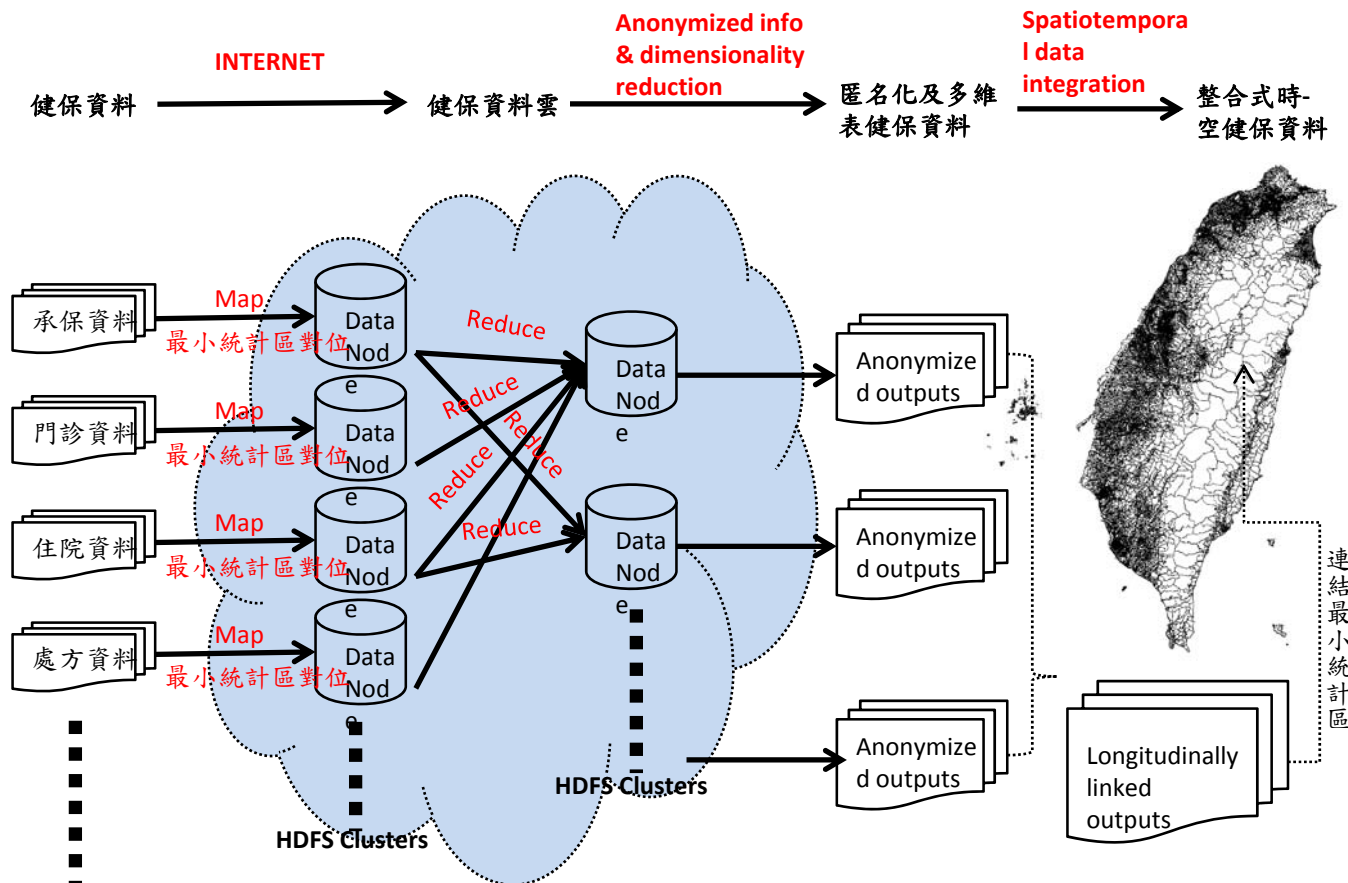 INTERNET
Anonymized info
& dimensionality
reduction
Spatiotempora
l data
integration
健保資料
健保資料雲
匿名化及多維
表健保資料
整合式時-
空健保資料
承保資料
Map
最小統計區對位
Data
Nod
e
門診資料
Map
最小統計區對位
Data
Nod
e
住院資料
Map
最小統計區對位
Data
Nod
e
處方資料
Map
最小統計區對位
Data
Nod
e
HDFS Clusters
Reduce
Reduce
Reduce
Reduce
Reduce
Data
Nod
e
Data
Nod
e
HDFS Clusters
Anonymize
d outputs
Anonymize
d outputs
Anonymize
d outputs
Longitudinally
linked
outputs
連結最小統計區